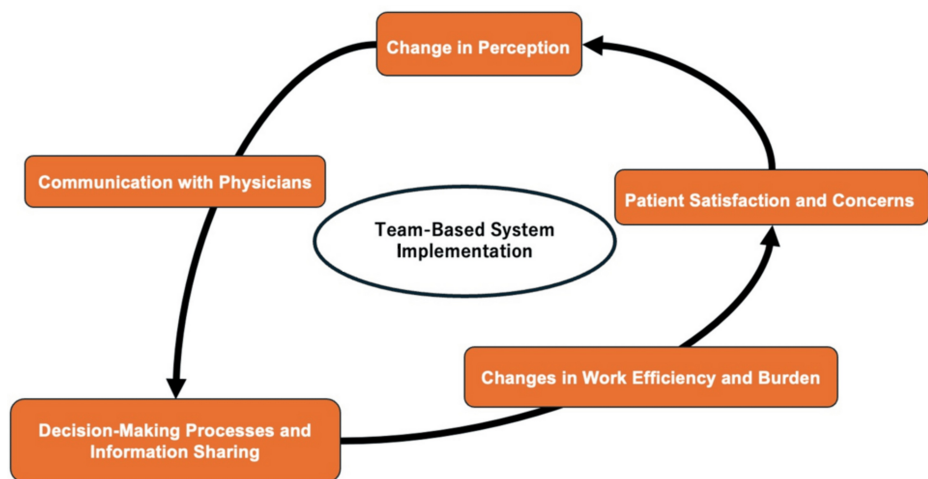 Change in Perception
Communication with Physicians
Patient Satisfaction and Concerns
Team-Based System
Implementation
Changes in Work Efficiency and Burden
Decision-Making Processes and
Information Sharing